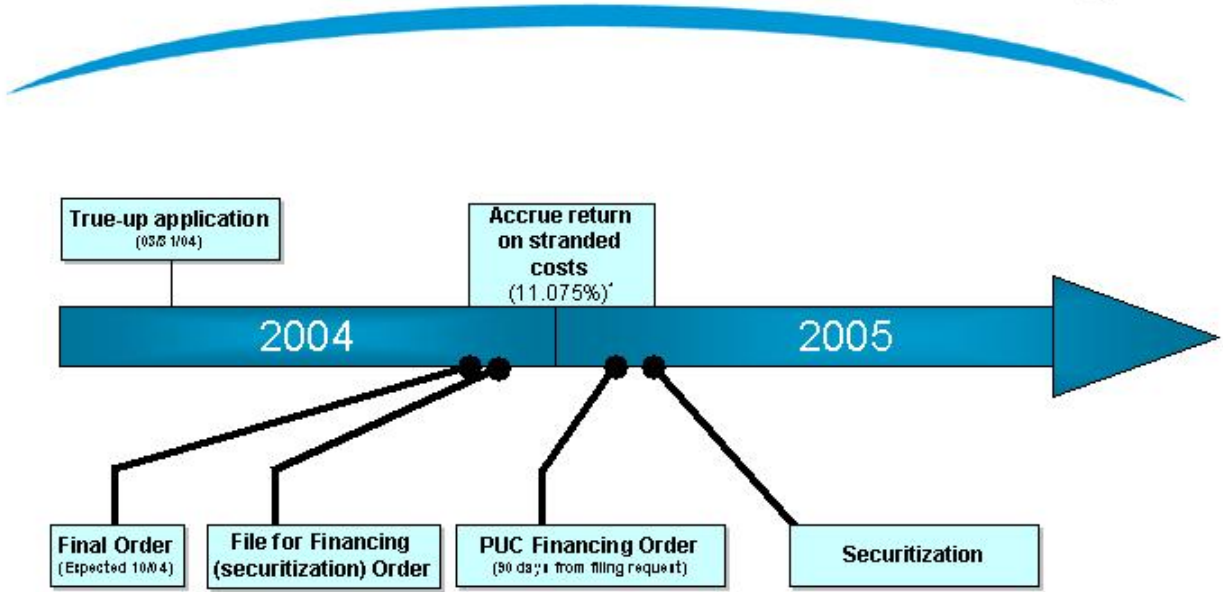 True-up application
(03/31/04)
Accrue return
on stranded
costs
(11.075%)*
2004
2005
Final Order
(Expected 10/04)
File for Financing
(securitization) Order
PUC Financing Order
(90 days from filing request)
Securitization